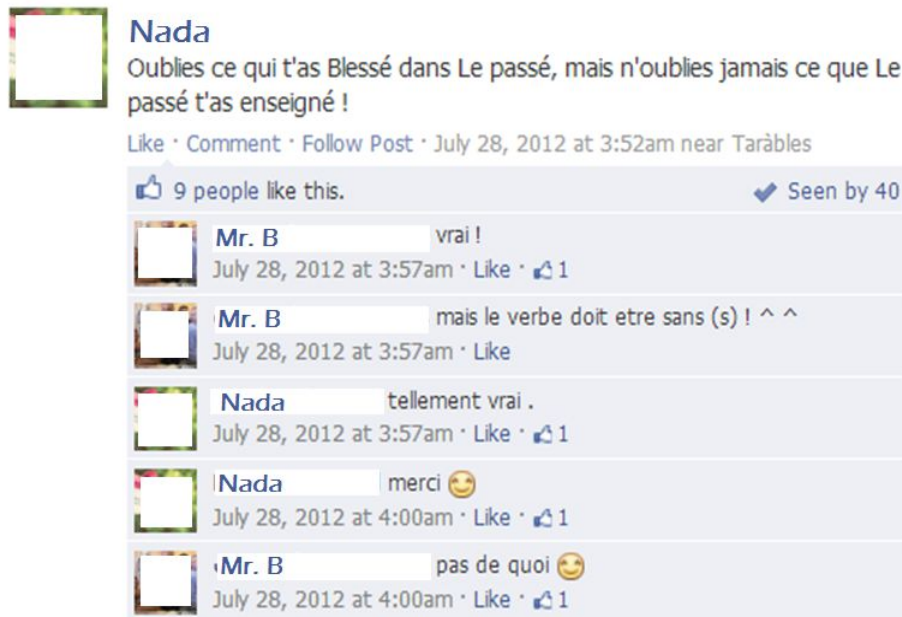 Nada
Oublies ce qui t'as Blessé dans Le passé, mais n'oublies jamais ce que Le
passé t'as enseigné !
Like · Comment · Follow Post · July 28, 2012 at 3:52am near Taràbles
9 people like this. Seen by 40
Mr. B vrai !
July 28, 2012 at 3:57am · Like · 1
Mr. B mais le verbe doit etre sans (s) ! ^ ^
July 28, 2012 at 3:57am · Like
Nada tellement vrai .
July 28, 2012 at 3:57am · Like · 1
Nada merci
July 28, 2012 at 4:00am · Like · 1
Mr. B pas de quoi
July 28, 2012 at 4:00am · Like · 1